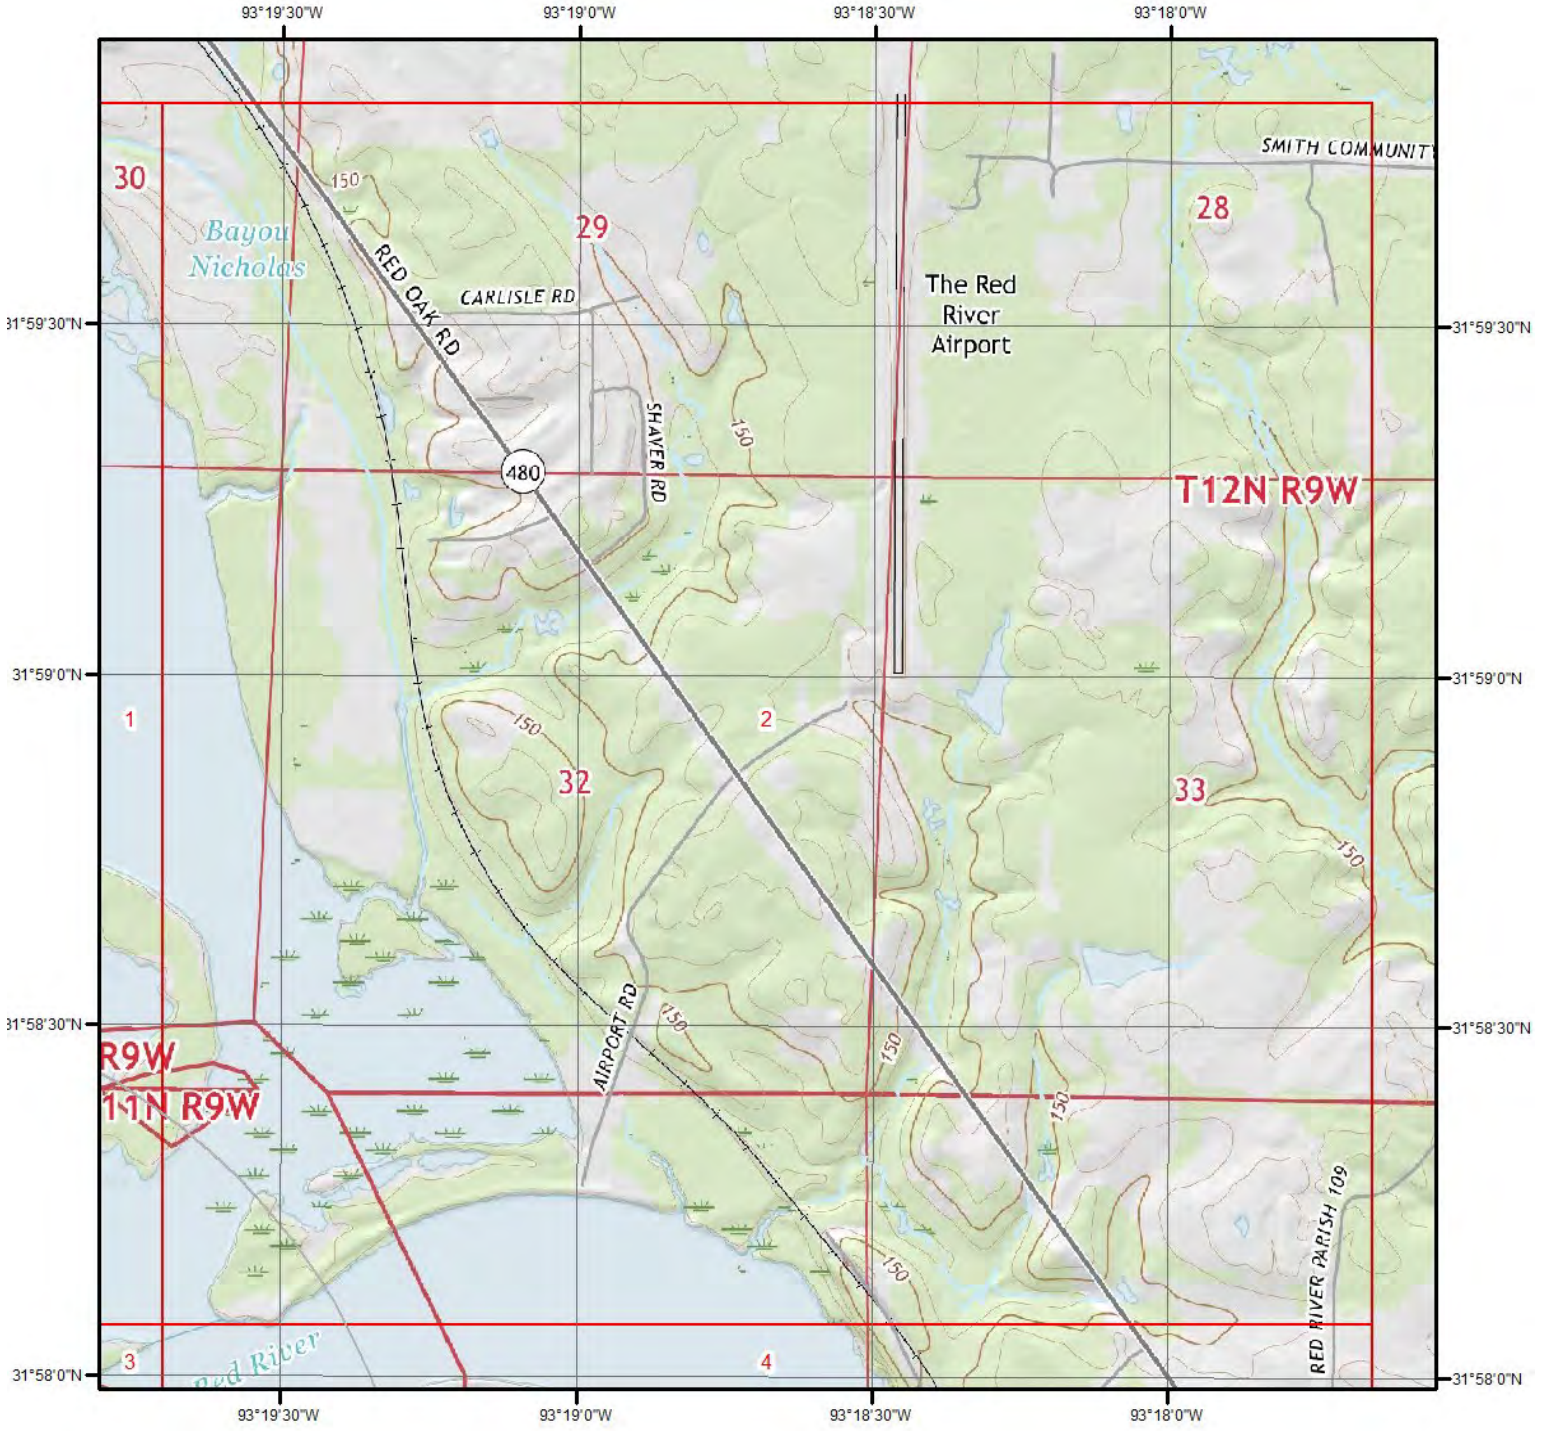 93°19'30"W 93°19'0"W 93°18'30"W 93°18'0"W
SMITH COMMUNITY
30
150
28
29
Bayou
Nicholas
RED OAK RD
CARLISLE RD
The Red
River
Airport
31°59'30"N
31°59'30"N
SHAVER RD
150
480
T12N R9W
31°59'0"N
31°59'0"N
1
150
2
32
33
150
AIRPORT RD
150
31°58'30"N
31°58'30"N
150
R9W
11N R9W
150
RED RIVER PARISH 109
150
Red River
3
4
31°58'0"N
31°58'0"N
93°19'30"W 93°19'0"W 93°18'30"W 93°18'0"W